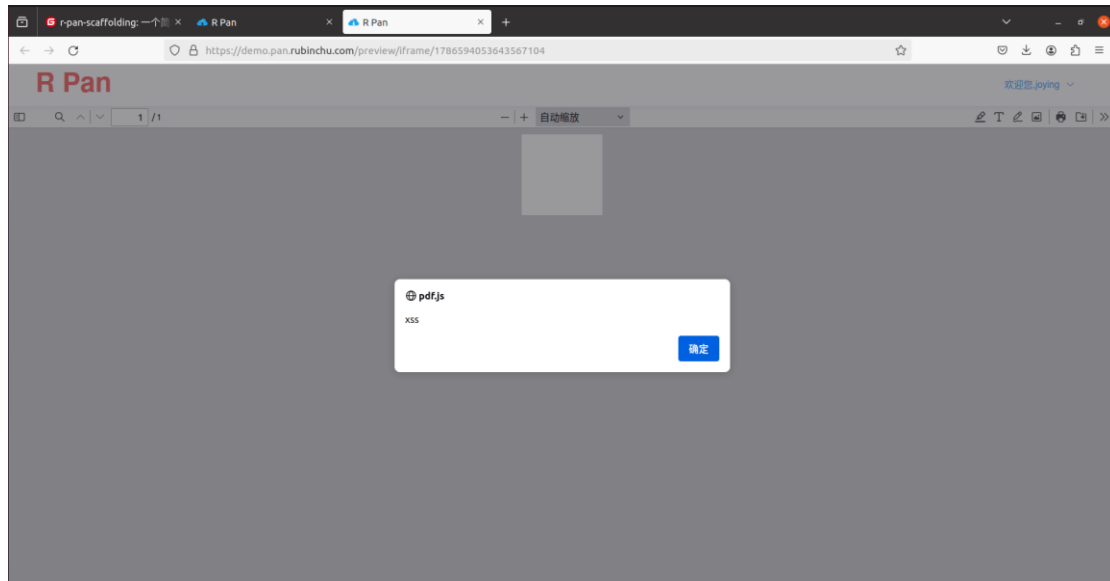 r-pan-scaffolding: 一个简
R Pan
R Pan
https://demo.pan.rubinchu.com/preview/iframe/1786594053643567104
R Pan
欢迎您,joying
1 /1
自动缩放
pdf.js
xss
确定